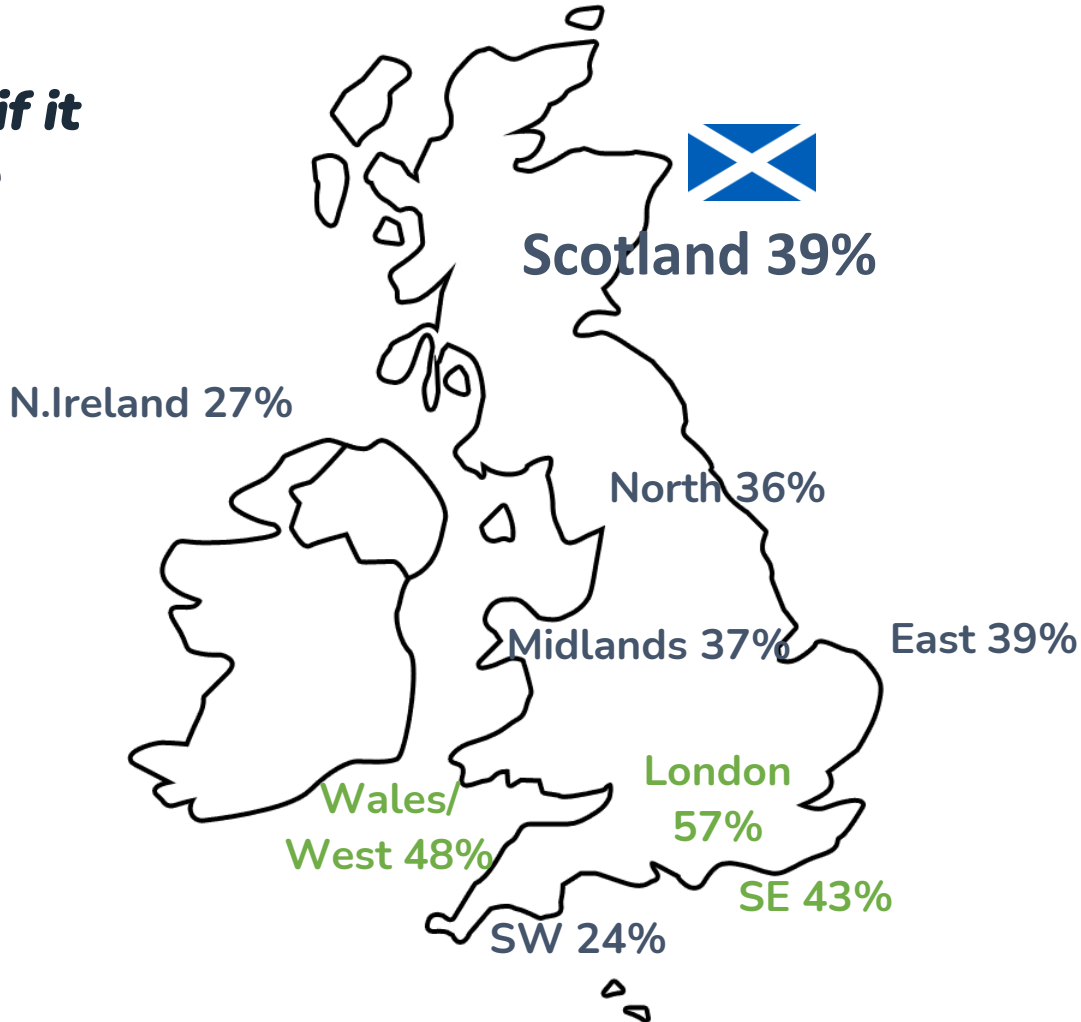 if it
Scotland 39%
N.Ireland 27%
North 36%
Midlands 37%
East 39%
London
57%
Wales/
West 48%
SE 43%
SW 24%